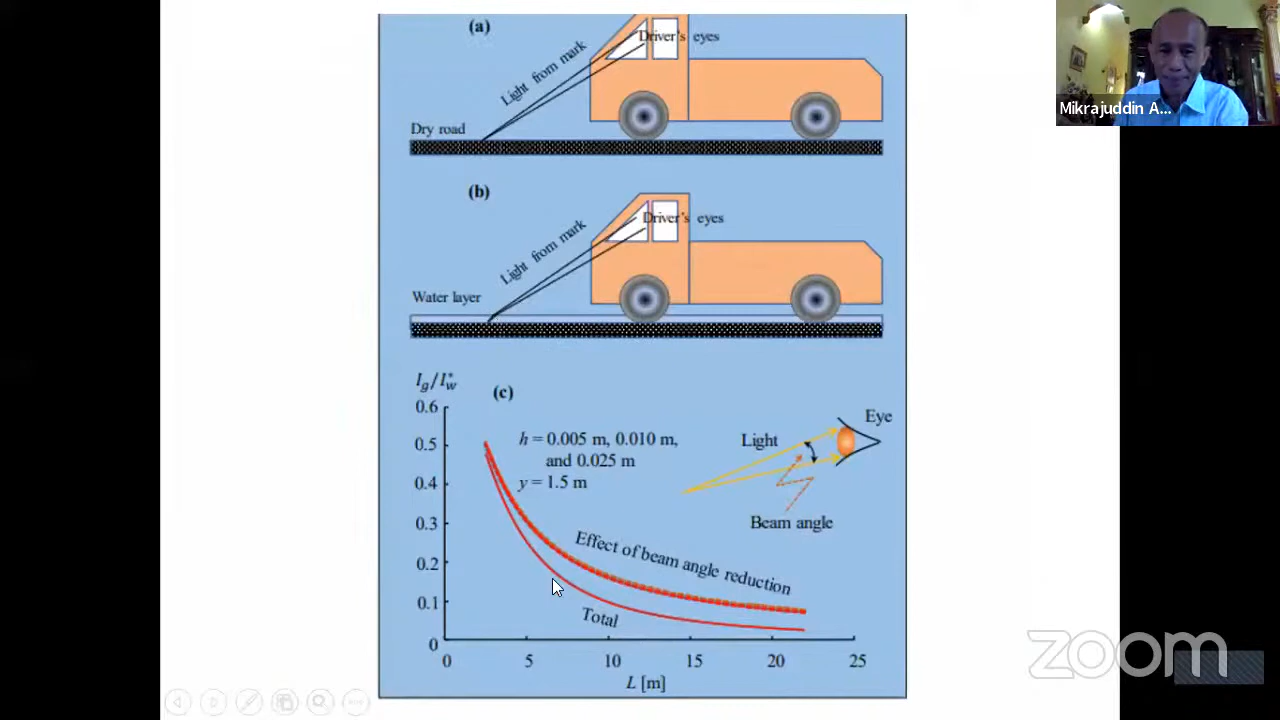 (a)
Driver's eyes
Light from mark
Dry road
(b)
Driver's eyes
Light from mark
Water layer
I_g/I_w^*
(c)
0.6
0.5
0.4
0.3
0.2
0.1
0
h = 0.005 m, 0.010 m,
and 0.025 m
y = 1.5 m
Light
Eye
Beam angle
Effect of beam angle reduction
Total
0
5
10
15
20
25
L [m]
Mikrajuddin A...
zoom